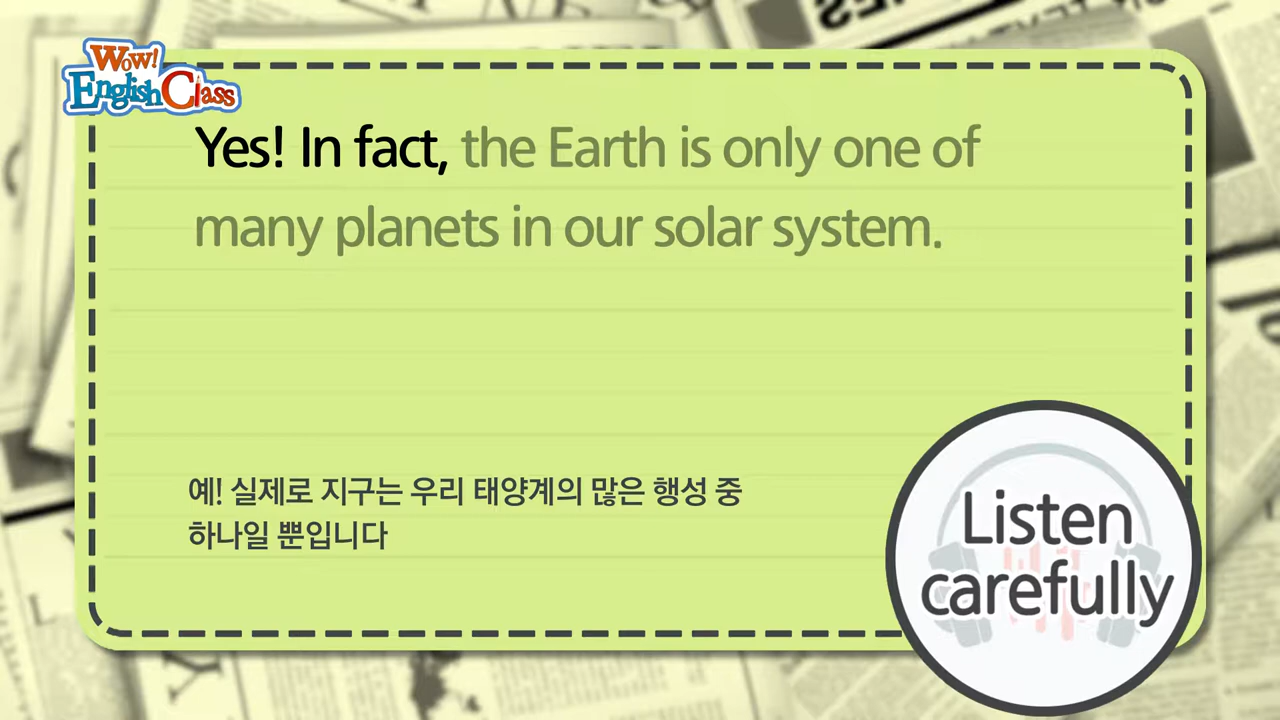 Wow!
English Class
Yes! In fact, the Earth is only one of
many planets in our solar system.
예! 실제로 지구는 우리 태양계의 많은 행성 중
하나일 뿐입니다
Listen
carefully